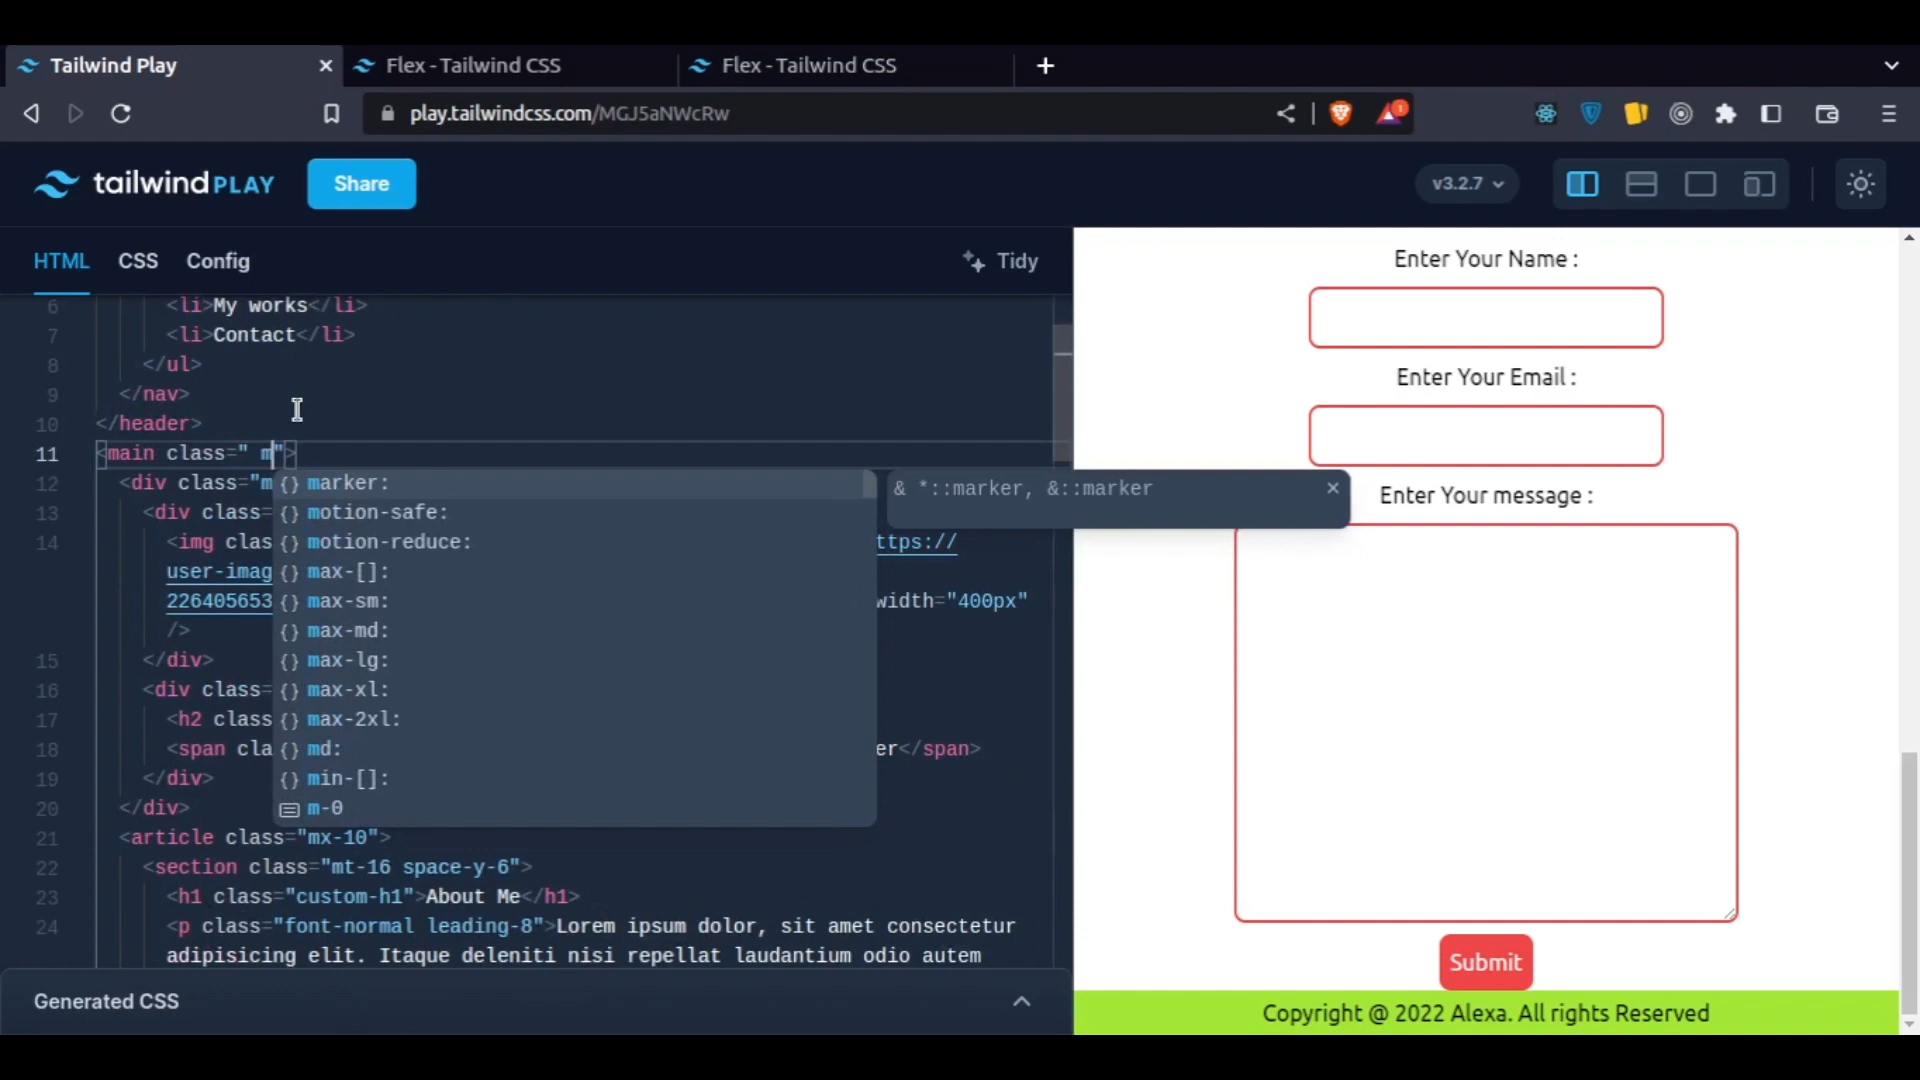 Tailwind Play
Flex - Tailwind CSS
Flex - Tailwind CSS
play.tailwindcss.com/MGJ5aNWcRw
1
tailwind PLAY
Share
v3.2.7
HTML
CSS
Config
Tidy
6 <li>My works</li>
7 <li>Contact</li>
8 </ul>
9 </nav>
10 </header>
11 <main class=" m">
12 <div class="m
13 <div class=
14 <img clas ttps://
user-imag
226405653 width="400px"
/>
15 </div>
16 <div class=
17 <h2 class
18 <span cla er</span>
19 </div>
20 </div>
21 <article class="mx-10">
22 <section class="mt-16 space-y-6">
23 <h1 class="custom-h1">About Me</h1>
24 <p class="font-normal leading-8">Lorem ipsum dolor, sit amet consectetur
adipisicing elit. Itaque deleniti nisi repellat laudantium odio autem
{} marker:
{} motion-safe:
{} motion-reduce:
{} max-[]:
{} max-sm:
{} max-md:
{} max-lg:
{} max-xl:
{} max-2xl:
{} md:
{} min-[]:
m-0
& *::marker, &::marker
Generated CSS
Enter Your Name :
Enter Your Email :
Enter Your message :
Submit
Copyright @ 2022 Alexa. All rights Reserved